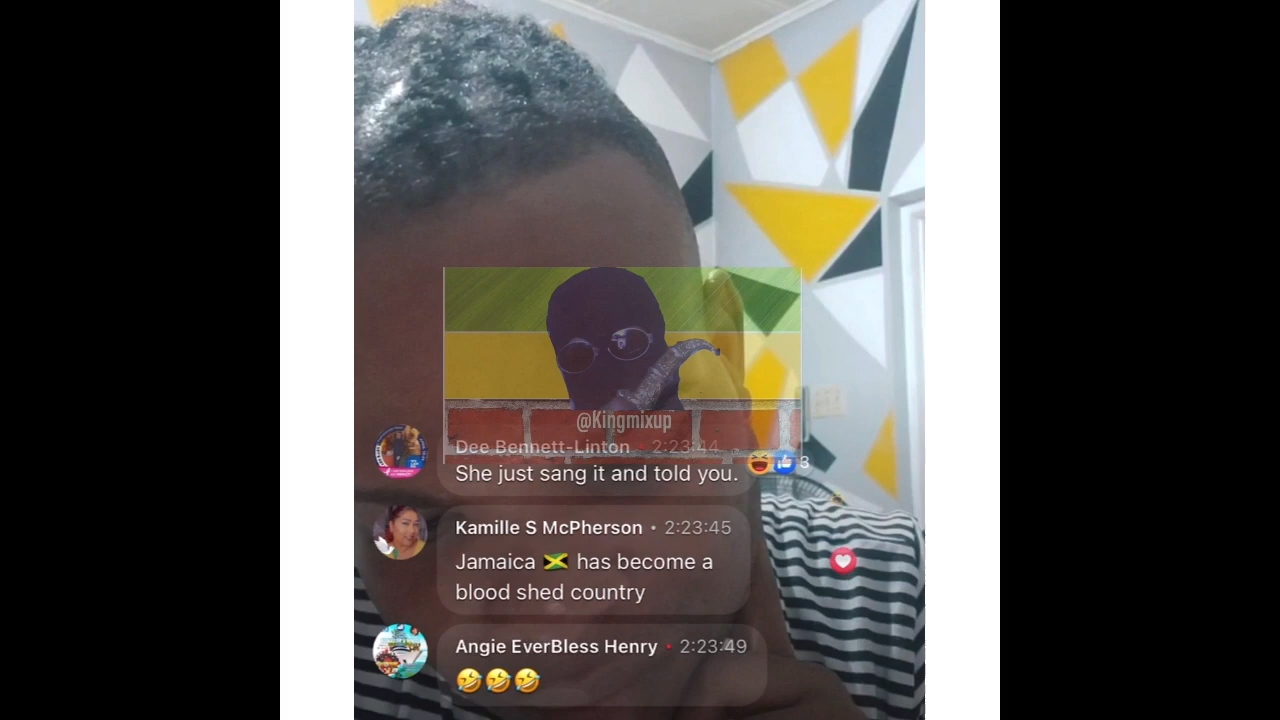 @Kingmixup
Dee Bennett-Linton • 2:23:44
She just sang it and told you.
3
Kamille S McPherson • 2:23:45
Jamaica 🇯🇲 has become a
blood shed country
Angie EverBless Henry • 2:23:49
🤣🤣🤣